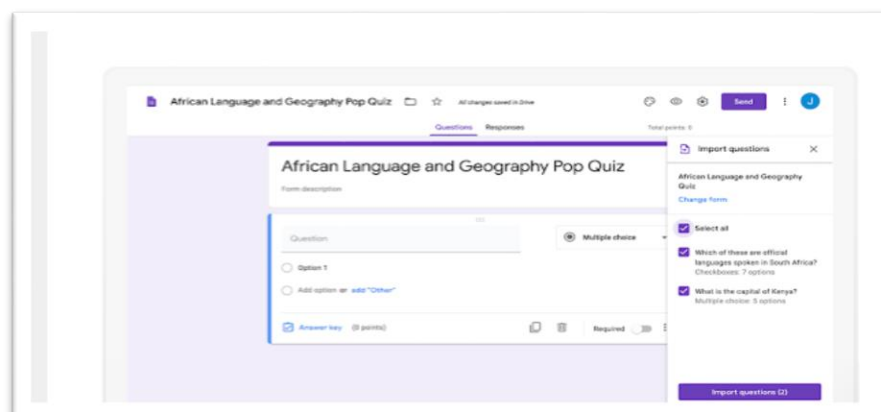 African Language and Geography Pop Quiz
All changes saved in Drive
Send
J
Questions
Responses
Total points: 0
African Language and Geography Pop Quiz
Form description
Question
Multiple choice
Option 1
Add option or add "Other"
Answer key (0 points)
Required
Import questions
African Language and Geography
Quiz
Change form
Select all
Which of these are official
languages spoken in South Africa?
Checkboxes: 7 options
What is the capital of Kenya?
Multiple choice: 5 options
Import questions (2)